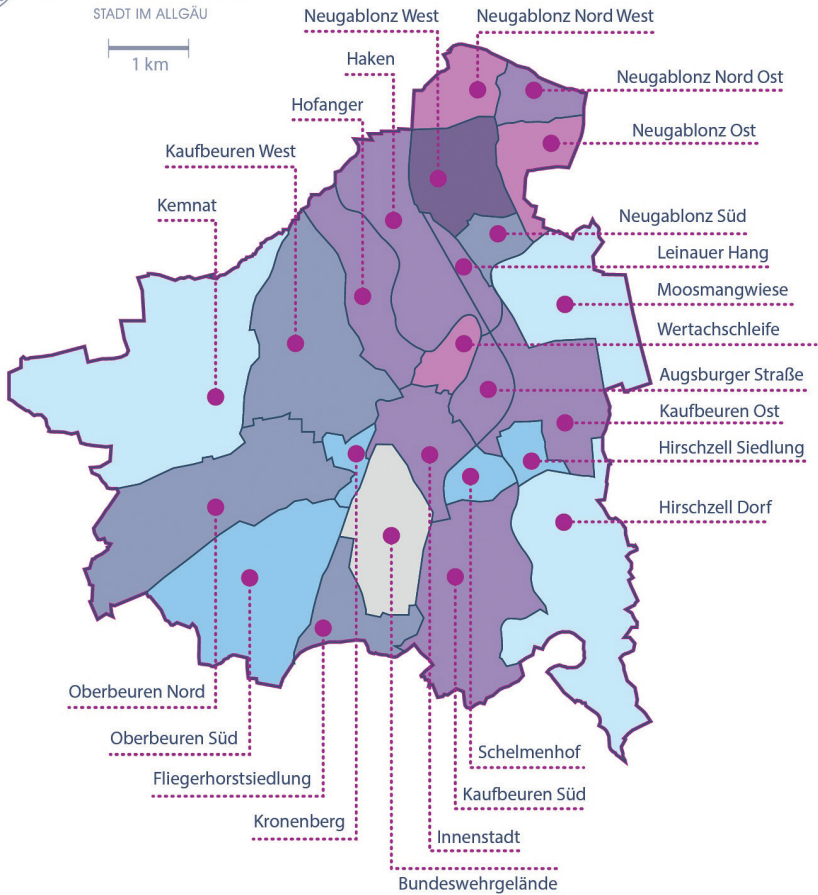 STADT IM ALLGÄU
1 km
Neugablonz West
Neugablonz Nord West
Haken
Neugablonz Nord Ost
Hofanger
Neugablonz Ost
Kaufbeuren West
Kemnat
Neugablonz Süd
Leinauer Hang
Moosmangwiese
Wertachschleife
Augsburger Straße
Kaufbeuren Ost
Hirschzell Siedlung
Hirschzell Dorf
Oberbeuren Nord
Oberbeuren Süd
Schelmenhof
Fliegerhorstsiedlung
Kaufbeuren Süd
Kronenberg
Innenstadt
Bundeswehrgelände